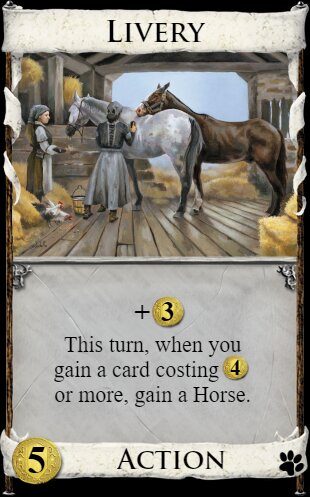 LIVERY
+3
This turn, when you
gain a card costing 4
or more, gain a Horse.
5 ACTION